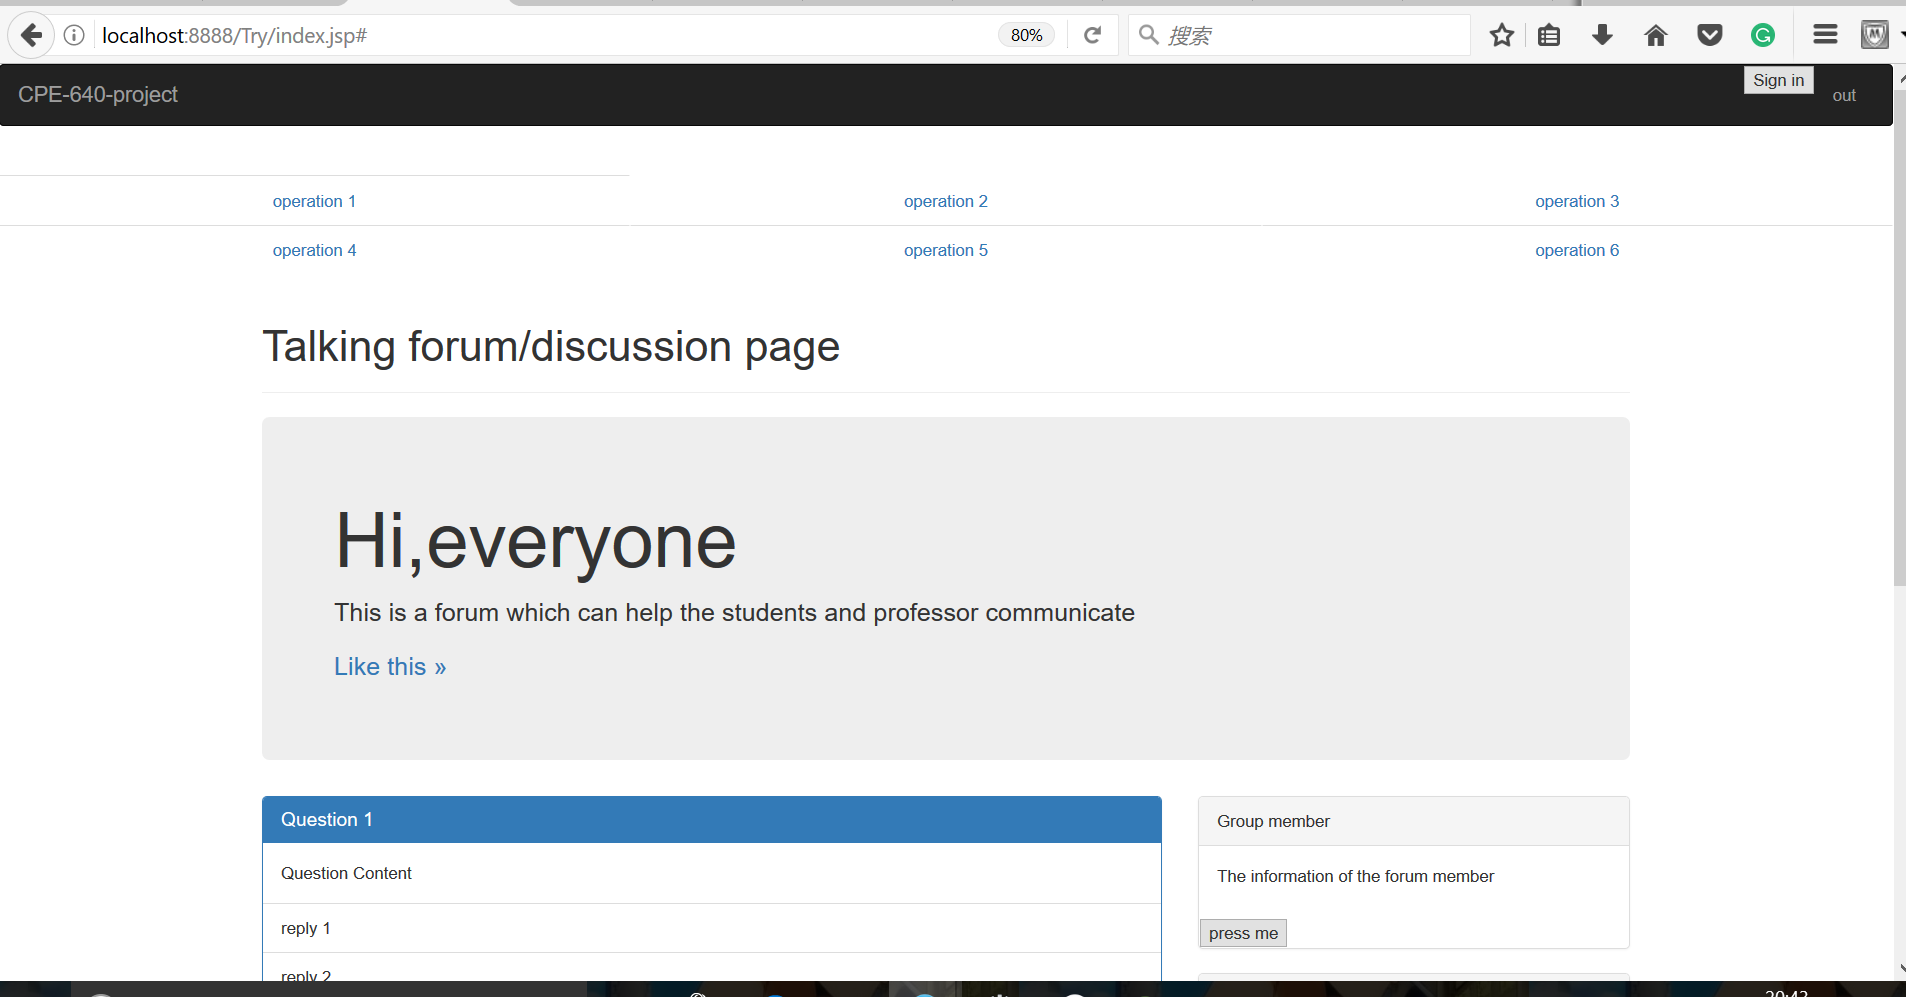 localhost:8888/Try/index.jsp#
80%
搜索
CPE-640-project
Sign in
out
operation 1
operation 2
operation 3
operation 4
operation 5
operation 6
Talking forum/discussion page
Hi,everyone
This is a forum which can help the students and professor communicate
Like this »
Question 1
Group member
Question Content
The information of the forum member
reply 1
press me
reply 2